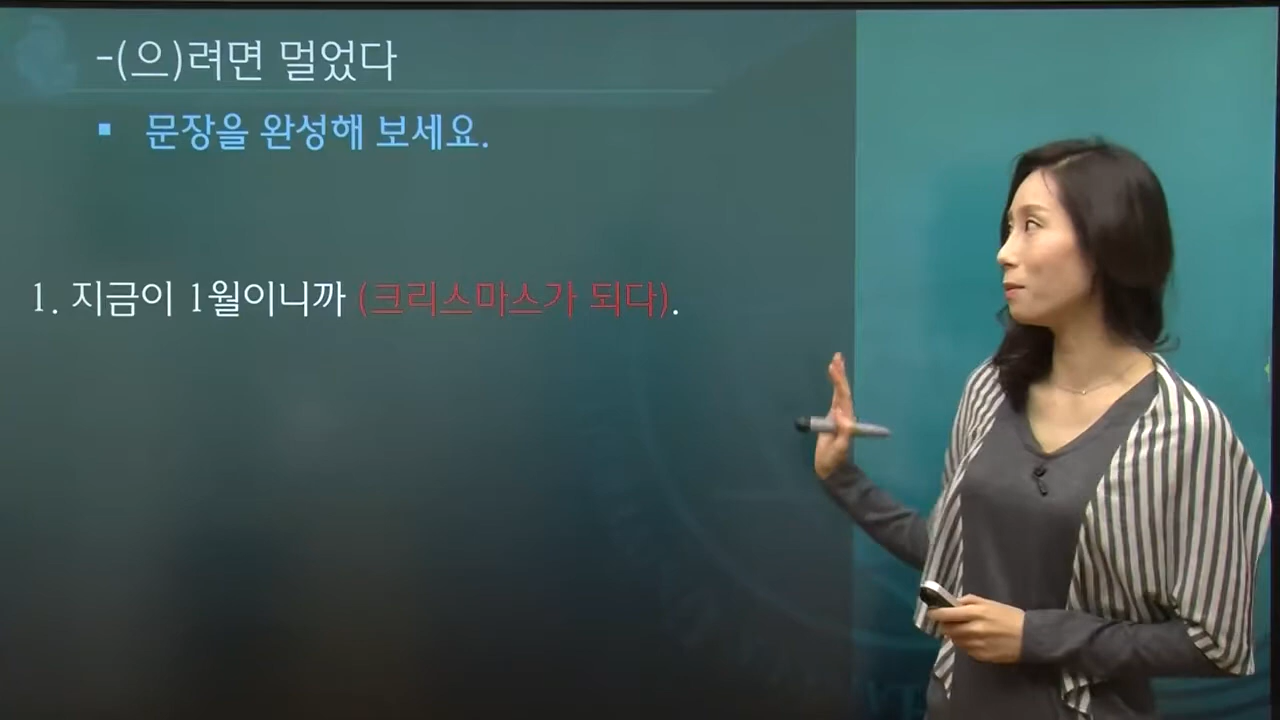 -(으)려면 멀었다
▪ 문장을 완성해 보세요.
1. 지금이 1월이니까 (크리스마스가 되다).